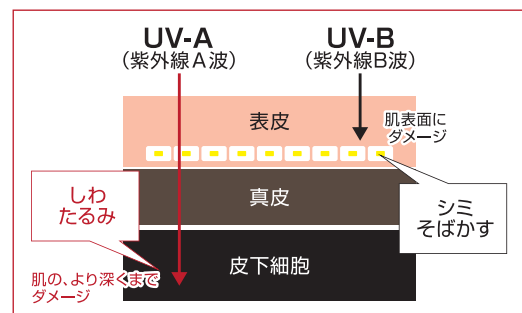 UV-A
(紫外線A波)
UV-B
(紫外線B波)
表皮
肌表面に
ダメージ
しわ
たるみ
真皮
シミ
そばかす
皮下細胞
肌の、より深くまで
ダメージ